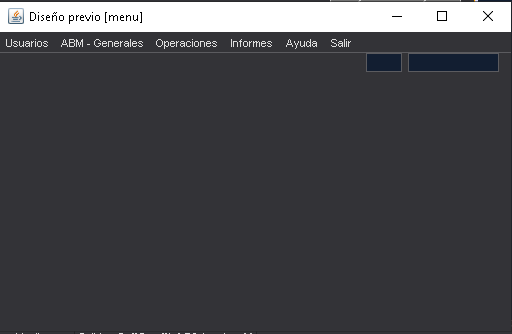 Diseño previo [menu]
Usuarios ABM - Generales Operaciones Informes Ayuda Salir